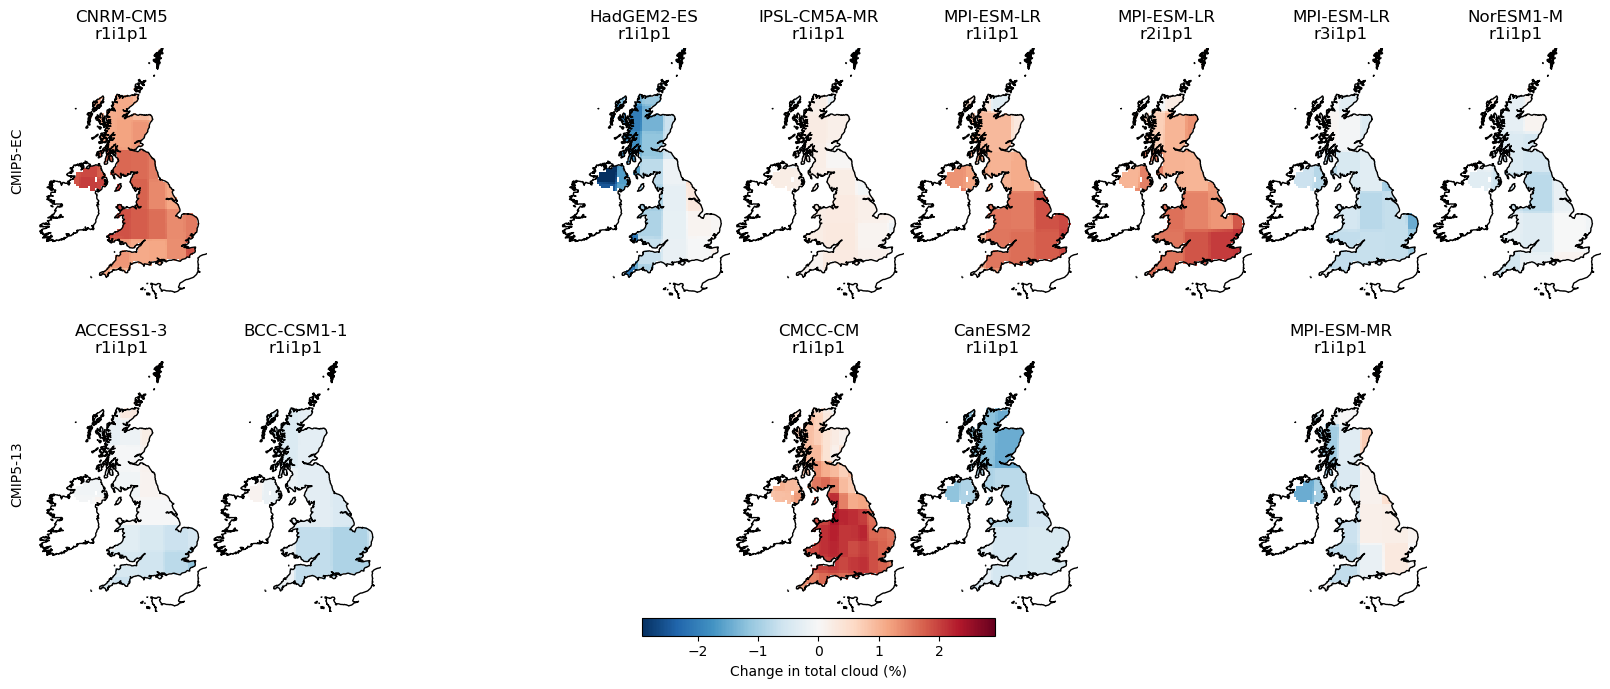 CNRM-CM5
r1i1p1
HadGEM2-ES
r1i1p1
IPSL-CM5A-MR
r1i1p1
MPI-ESM-LR
r1i1p1
MPI-ESM-LR
r2i1p1
MPI-ESM-LR
r3i1p1
NorESM1-M
r1i1p1
CMIP5-EC
ACCESS1-3
r1i1p1
BCC-CSM1-1
r1i1p1
CMCC-CM
r1i1p1
CanESM2
r1i1p1
MPI-ESM-MR
r1i1p1
CMIP5-13
−2 −1 0 1 2
Change in total cloud (%)